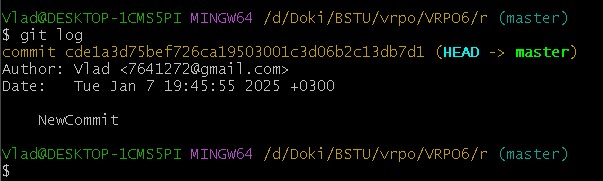 Vlad@DESKTOP-1CMS5PI MINGW64 /d/Doki/BSTU/vrpo/VRPO6/r (master)
$ git log
commit cde1a3d75bef726ca19503001c3d06b2c13db7d1 (HEAD -> master)
Author: Vlad <7641272@gmail.com>
Date:   Tue Jan 7 19:45:55 2025 +0300
    NewCommit
Vlad@DESKTOP-1CMS5PI MINGW64 /d/Doki/BSTU/vrpo/VRPO6/r (master)
$